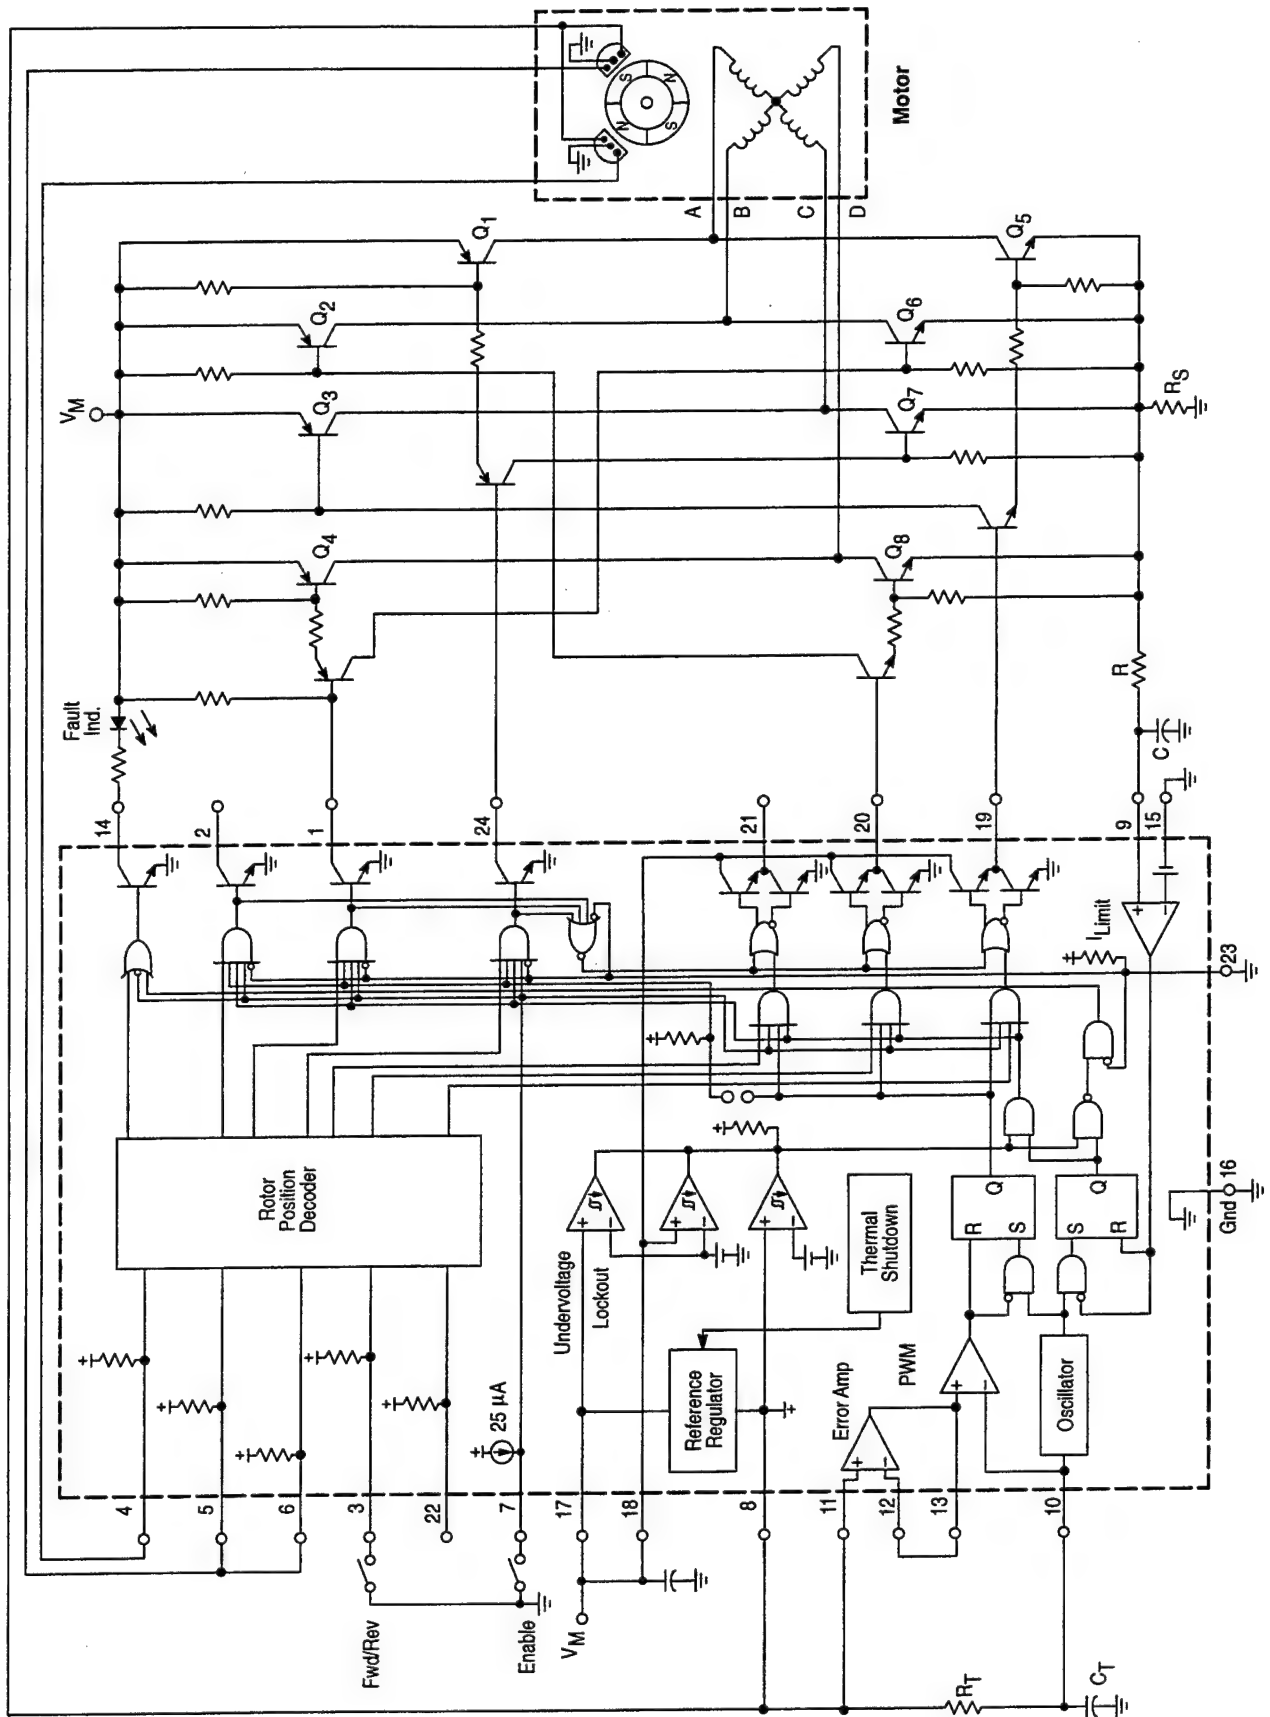 Motor
S
N
N
S
A
B
C
D
VM
Q1
Q2
Q3
Q4
Q5
Q6
Q7
Q8
RS
R
C
Fault
Ind.
14
2
1
24
21
20
19
9
15
ILimit
23
16
Gnd
Rotor
Position
Decoder
25 µA
Undervoltage
Lockout
Reference
Regulator
Thermal
Shutdown
Error Amp
PWM
Oscillator
R
Q
S
S
Q
R
4
5
6
3
22
7
17
18
8
11
12
13
10
Fwd/Rev
Enable
VM
RT
CT